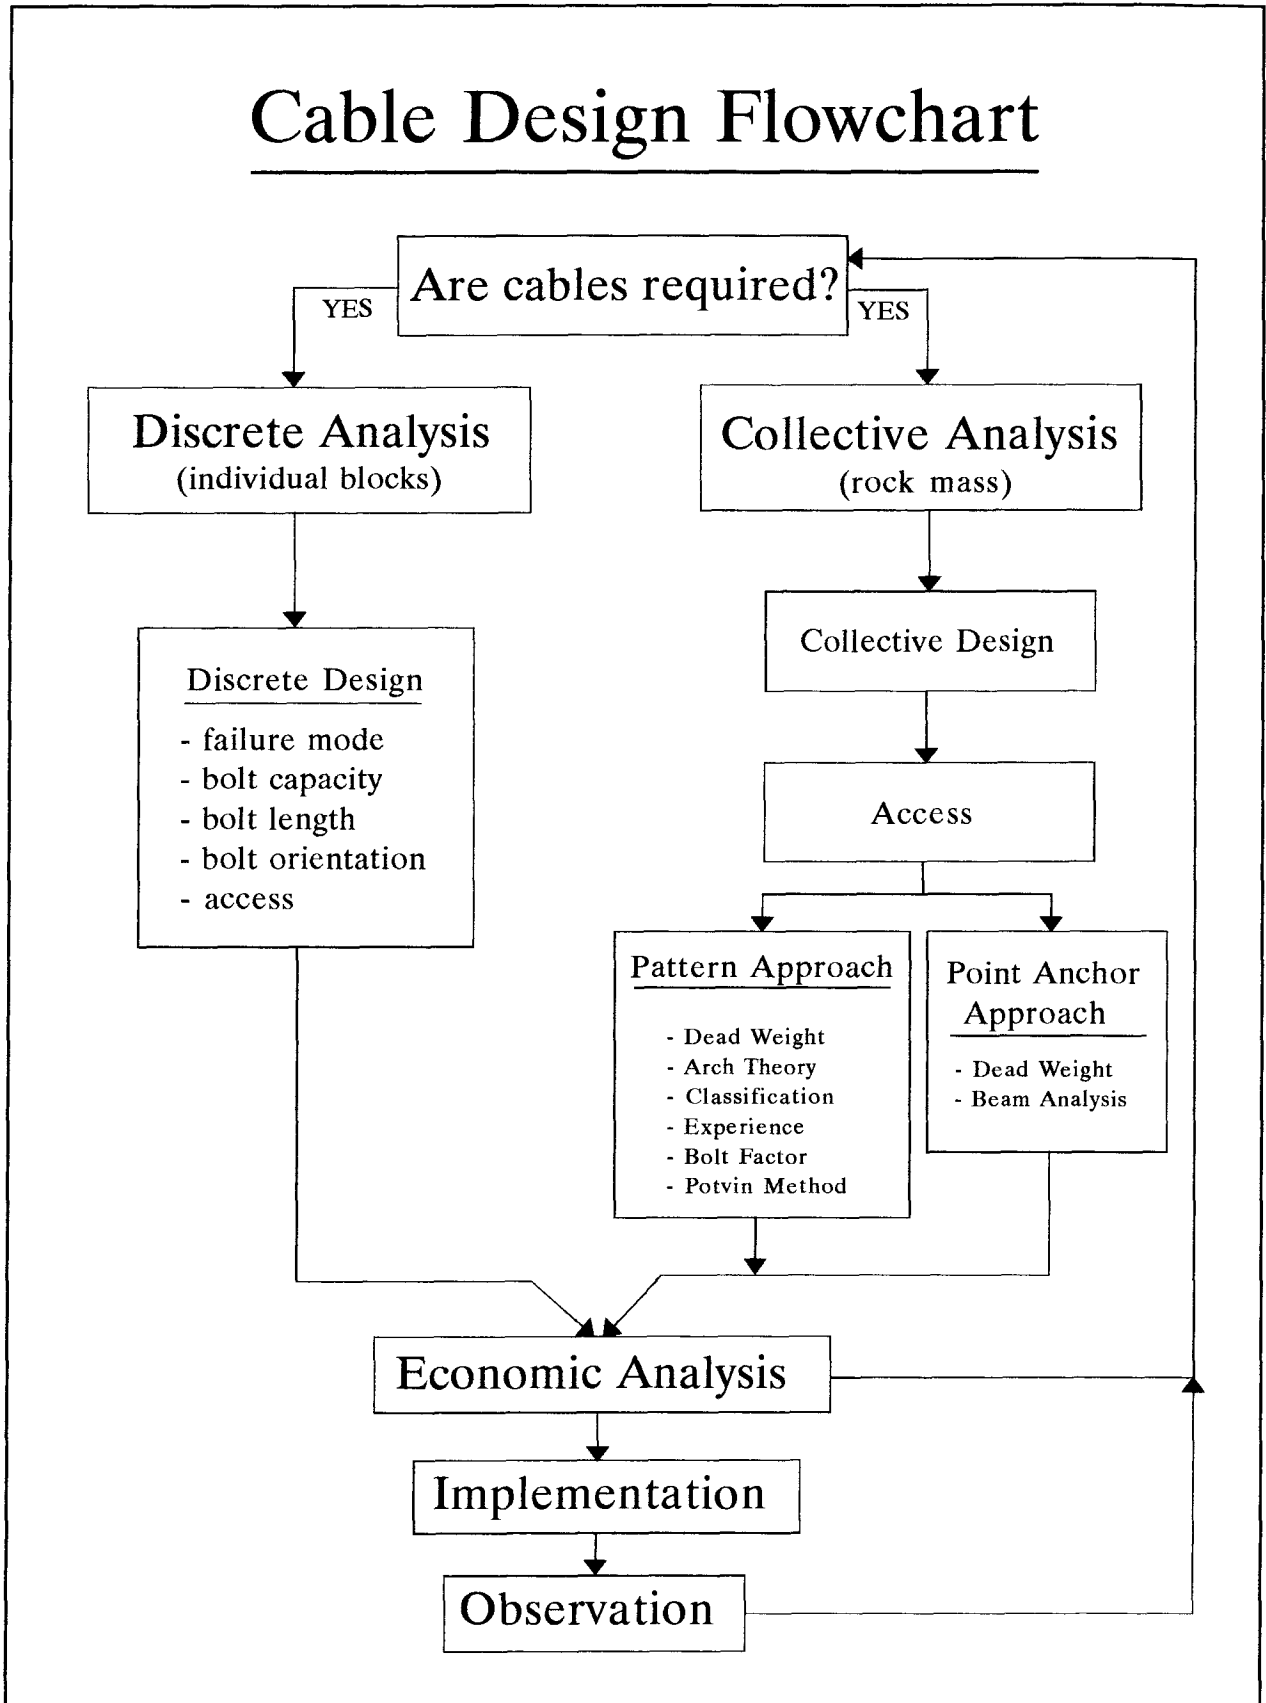 Cable Design Flowchart
Are cables required?
YES
YES
Discrete Analysis
(individual blocks)
Collective Analysis
(rock mass)
Collective Design
Discrete Design
- failure mode
- bolt capacity
- bolt length
- bolt orientation
- access
Access
Pattern Approach
- Dead Weight
- Arch Theory
- Classification
- Experience
- Bolt Factor
- Potvin Method
Point Anchor
Approach
- Dead Weight
- Beam Analysis
Economic Analysis
Implementation
Observation